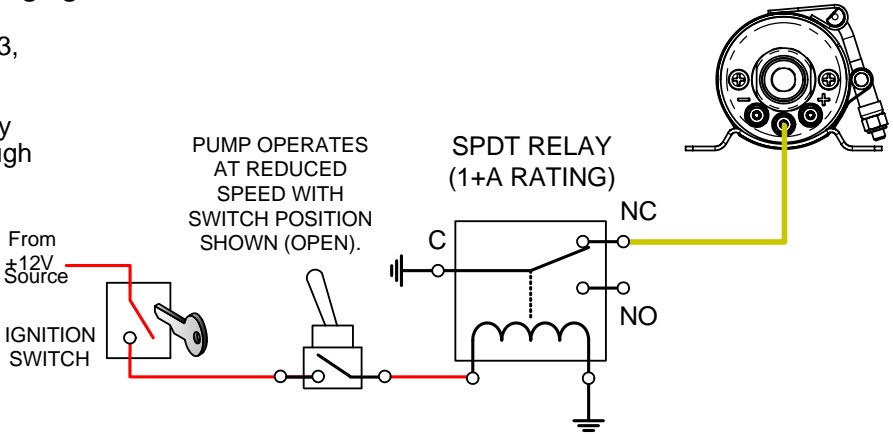 3,
y
ugh
PUMP OPERATES
AT REDUCED
SPEED WITH
SWITCH POSITION
SHOWN (OPEN).
SPDT RELAY
(1+A RATING)
C
NC
NO
From
+12V
Source
IGNITION
SWITCH
- +